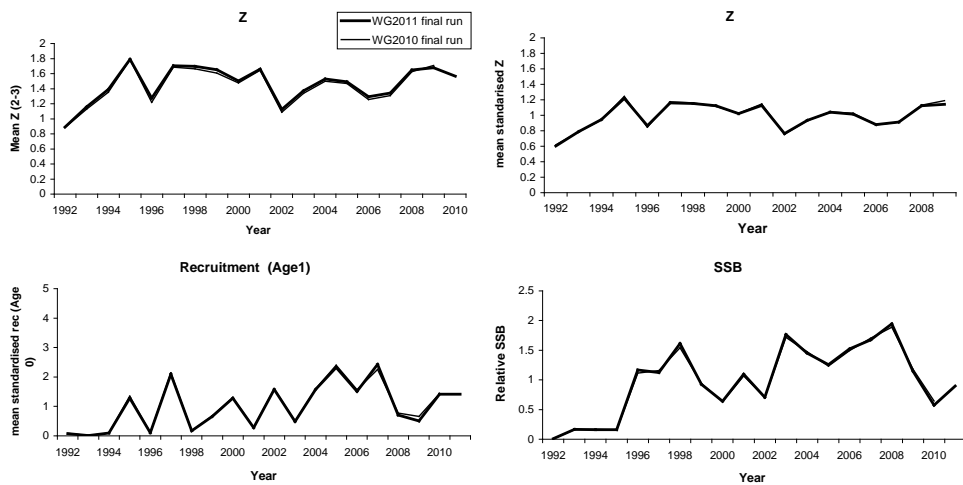 Z
WG2011 final run
WG2010 final run
Mean Z (2-3)
2
1.8
1.6
1.4
1.2
1
0.8
0.6
0.4
0.2
0
1992 1994 1996 1998 2000 2002 2004 2006 2008 2010
Year
Z
mean standarised Z
2
1.8
1.6
1.4
1.2
1
0.8
0.6
0.4
0.2
0
1992 1994 1996 1998 2000 2002 2004 2006 2008
Year
Recruitment (Age1)
mean standardised rec (Age
0)
5
4
3
2
1
0
1992 1994 1996 1998 2000 2002 2004 2006 2008 2010
Year
SSB
Relative SSB
2.5
2
1.5
1
0.5
0
1992 1994 1996 1998 2000 2002 2004 2006 2008 2010
Year